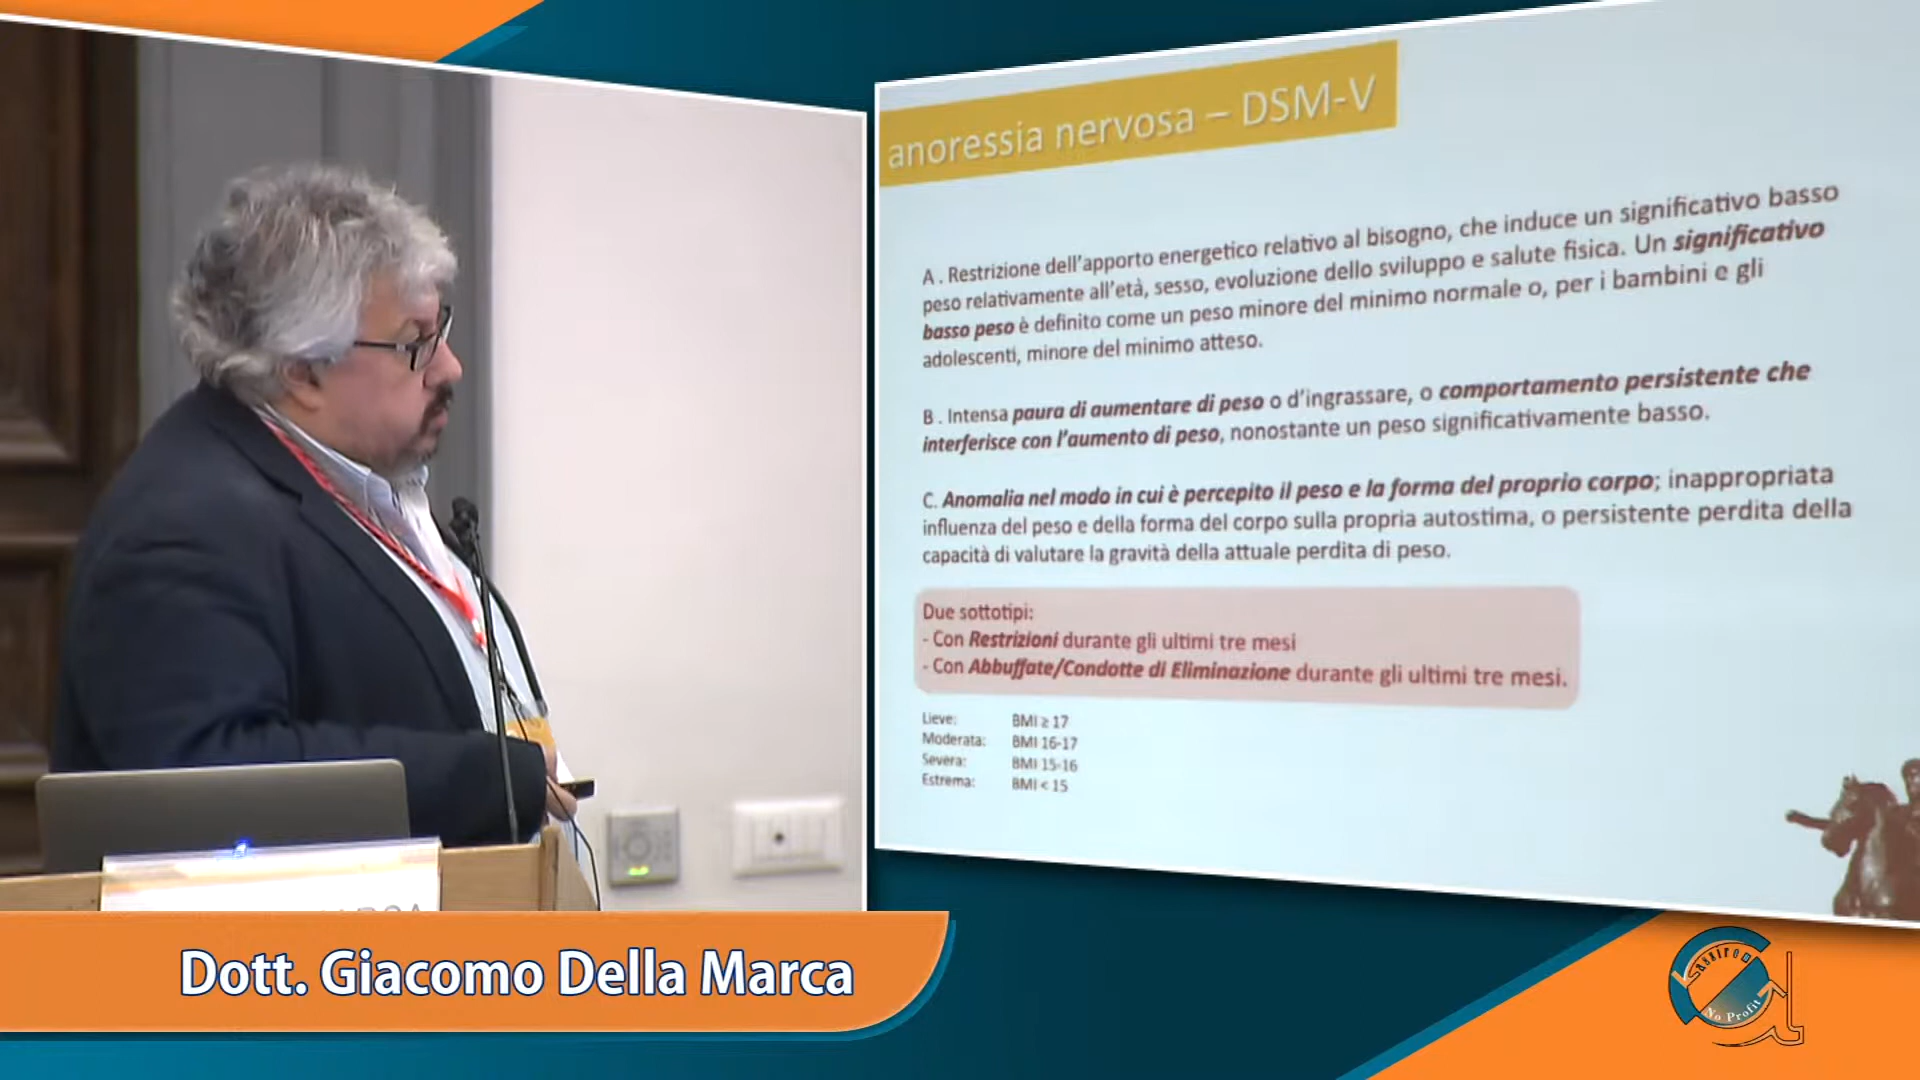 anoressia nervosa – DSM-V
A . Restrizione dell'apporto energetico relativo al bisogno, che induce un significativo basso
peso relativamente all'età, sesso, evoluzione dello sviluppo e salute fisica. Un significativo
basso peso è definito come un peso minore del minimo normale o, per i bambini e gli
adolescenti, minore del minimo atteso.
B . Intensa paura di aumentare di peso o d'ingrassare, o comportamento persistente che
interferisce con l'aumento di peso, nonostante un peso significativamente basso.
C. Anomalia nel modo in cui è percepito il peso e la forma del proprio corpo; inappropriata
influenza del peso e della forma del corpo sulla propria autostima, o persistente perdita della
capacità di valutare la gravità della attuale perdita di peso.
Due sottotipi:
- Con Restrizioni durante gli ultimi tre mesi
- Con Abbuffate/Condotte di Eliminazione durante gli ultimi tre mesi.
Lieve: BMI ≥ 17
Moderata: BMI 16-17
Severa: BMI 15-16
Estrema: BMI < 15
Dott. Giacomo Della Marca
No Profit